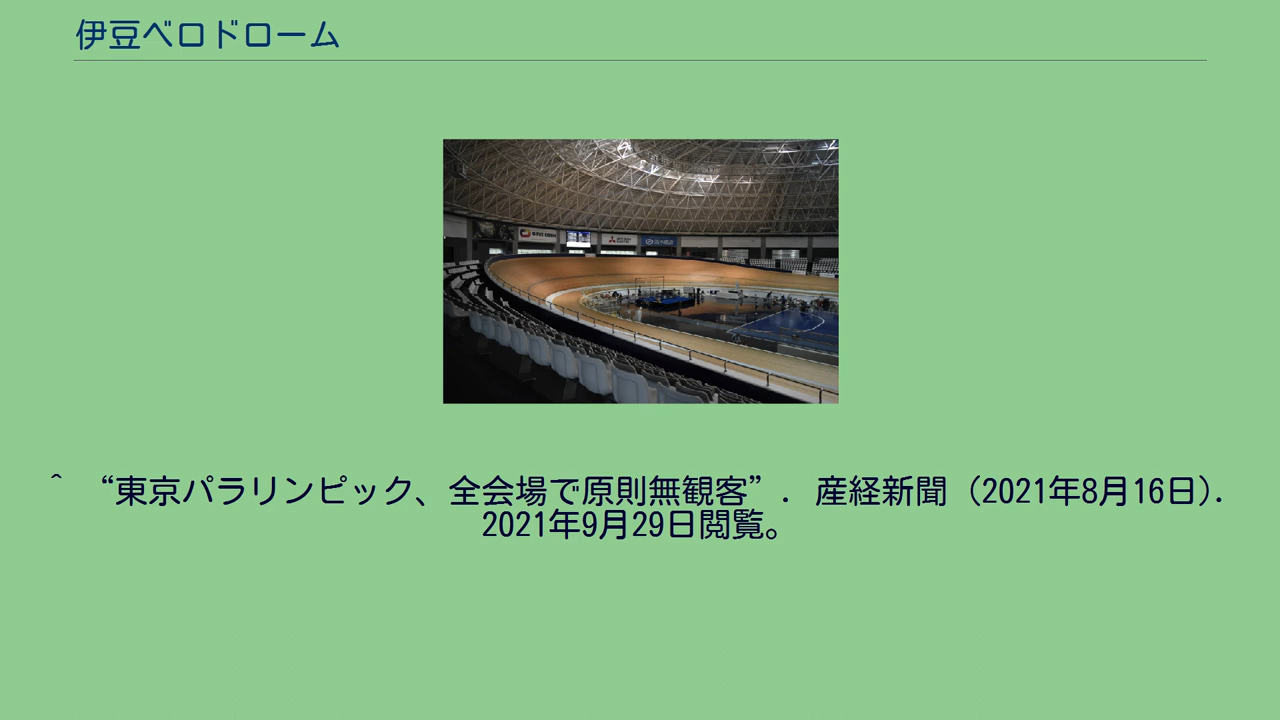 伊豆ベロドローム
^ “東京パラリンピック、全会場で原則無観客”. 産経新聞 (2021年8月16日).
2021年9月29日閲覧。